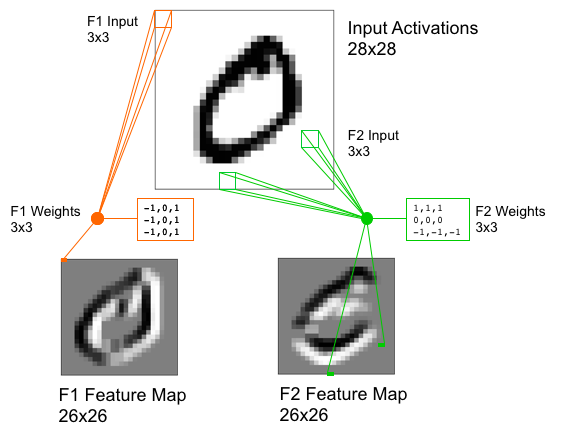 F1 Input
3x3
Input Activations
28x28
F2 Input
3x3
F1 Weights
3x3
-1,0,1
-1,0,1
-1,0,1
1,1,1
0,0,0
-1,-1,-1
F2 Weights
3x3
F1 Feature Map
26x26
F2 Feature Map
26x26